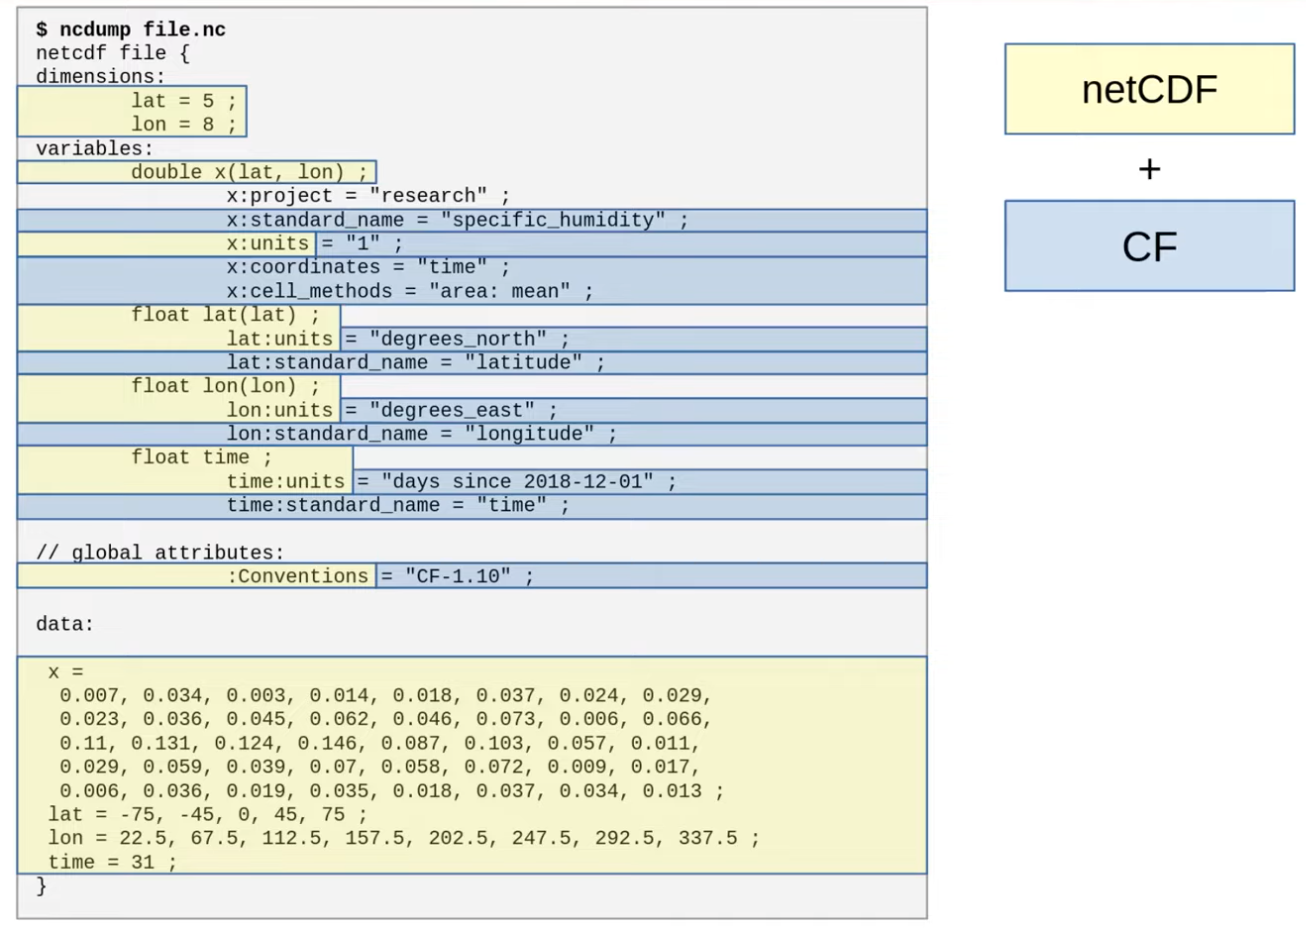 $ ncdump file.nc
netcdf file {
dimensions:
lat = 5 ;
lon = 8 ;
variables:
double x(lat, lon) ;
x:project = "research" ;
x:standard_name = "specific_humidity" ;
x:units = "1" ;
x:coordinates = "time" ;
x:cell_methods = "area: mean" ;
float lat(lat) ;
lat:units = "degrees_north" ;
lat:standard_name = "latitude" ;
float lon(lon) ;
lon:units = "degrees_east" ;
lon:standard_name = "longitude" ;
float time ;
time:units = "days since 2018-12-01" ;
time:standard_name = "time" ;
// global attributes:
:Conventions = "CF-1.10" ;
data:
x =
0.007, 0.034, 0.003, 0.014, 0.018, 0.037, 0.024, 0.029,
0.023, 0.036, 0.045, 0.062, 0.046, 0.073, 0.006, 0.066,
0.11, 0.131, 0.124, 0.146, 0.087, 0.103, 0.057, 0.011,
0.029, 0.059, 0.039, 0.07, 0.058, 0.072, 0.009, 0.017,
0.006, 0.036, 0.019, 0.035, 0.018, 0.037, 0.034, 0.013 ;
lat = -75, -45, 0, 45, 75 ;
lon = 22.5, 67.5, 112.5, 157.5, 202.5, 247.5, 292.5, 337.5 ;
time = 31 ;
}
netCDF
+
CF